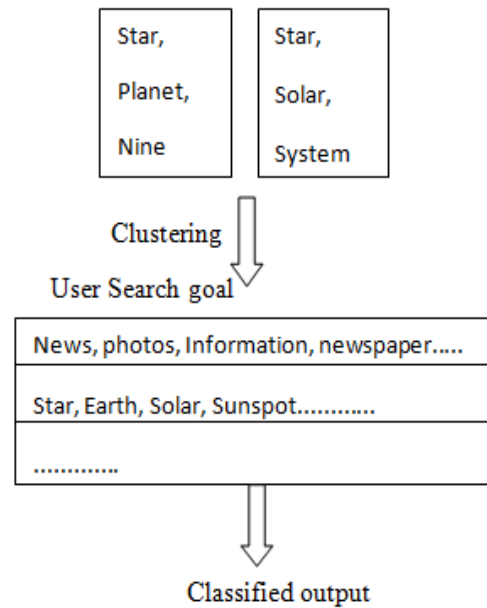 Star,
Planet,
Nine
Star,
Solar,
System
Clustering
User Search goal
News, photos, Information, newspaper.....
Star, Earth, Solar, Sunspot............
.............
Classified output